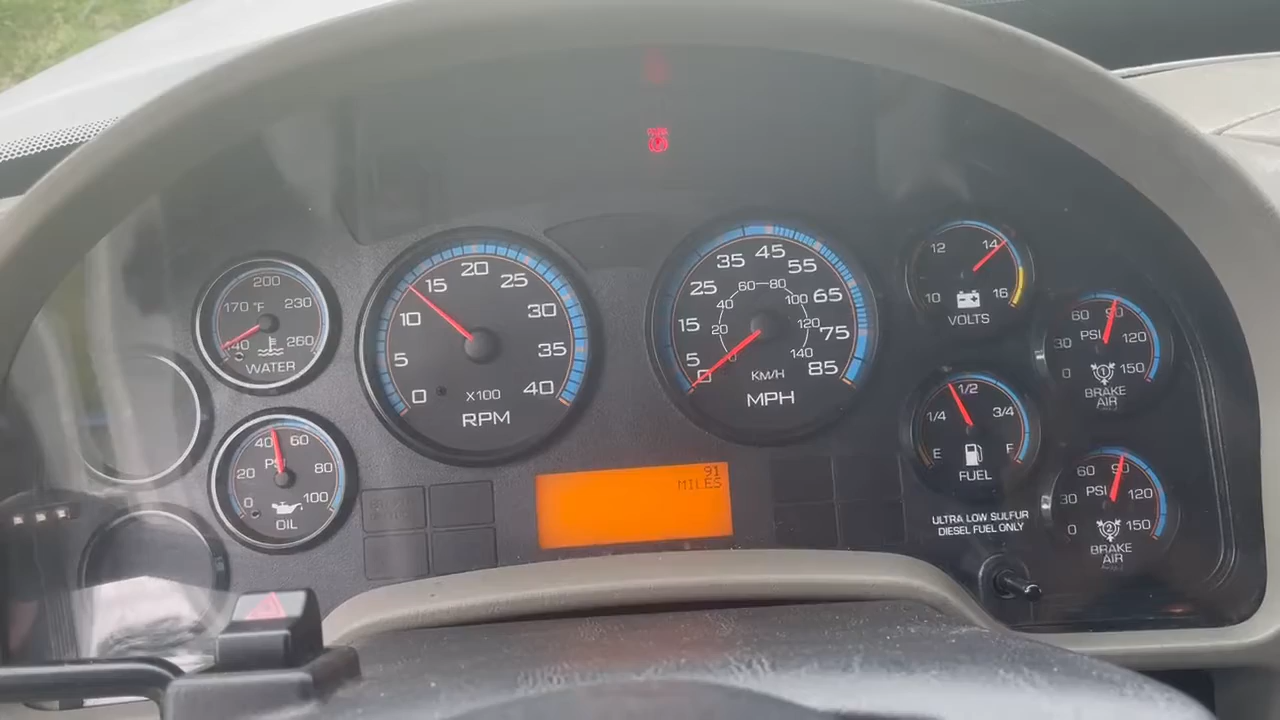 200
170 °F 230
140 260
WATER
40 60
PSI
20 80
0 100
OIL
20
15 25
10 30
5 35
0 40
X100
RPM
45
35 55
25 65
15 75
5 85
0
60 80
40 100
20 120
0 140
KM/H
MPH
91
MILES
12 14
10 16
VOLTS
1/2
1/4 3/4
E F
FUEL
ULTRA LOW SULFUR
DIESEL FUEL ONLY
60 90
PSI
30 120
0 150
1
BRAKE
AIR
60 90
PSI
30 120
0 150
2
BRAKE
AIR